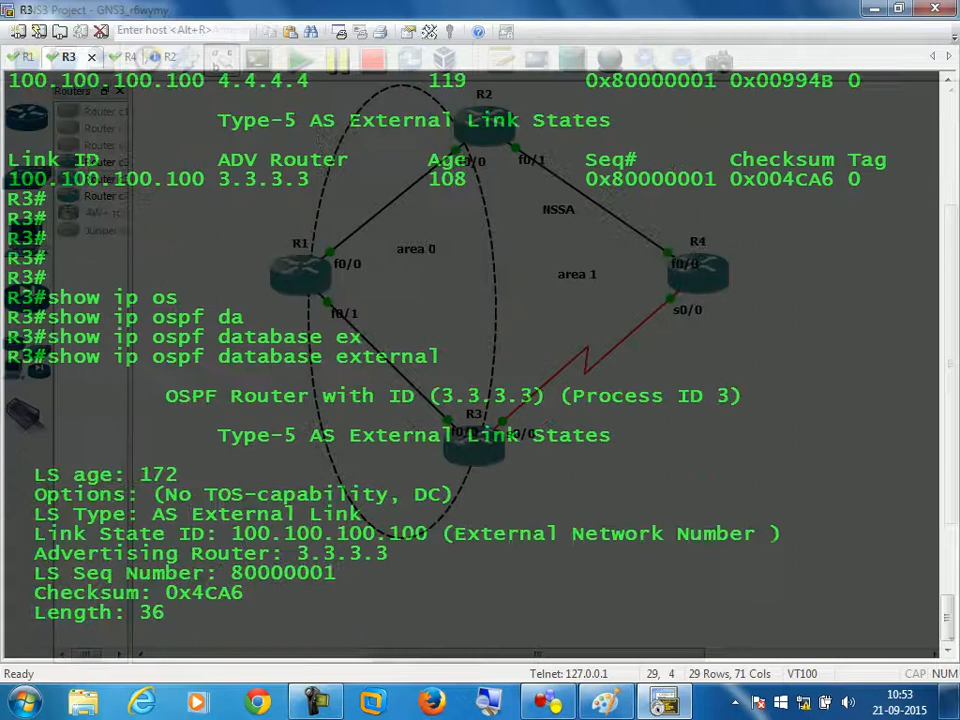 R3 GNS3 Project - GNS3_r6wymy
Enter host <Alt+R>
R1 R3 R4 R2
100.100.100.100 4.4.4.4 119 0x80000001 0x00994B 0
Routers
R2
Type-5 AS External Link States
Link ID ADV Router Age Seq# Checksum Tag
f0/1
100.100.100.100 3.3.3.3 108 0x80000001 0x004CA6 0
R3#
R3#
R3#
R3#
R3#
NSSA
R1
area 0
R4
f0/0
f0/0
area 1
R3#show ip os
s0/0
R3#show ip ospf da
f0/1
R3#show ip ospf database ex
R3#show ip ospf database external
OSPF Router with ID (3.3.3.3) (Process ID 3)
R3
Type-5 AS External Link States
LS age: 172
Options: (No TOS-capability, DC)
LS Type: AS External Link
Link State ID: 100.100.100.100 (External Network Number )
Advertising Router: 3.3.3.3
LS Seq Number: 80000001
Checksum: 0x4CA6
Length: 36
Ready Telnet: 127.0.0.1 29, 4 29 Rows, 71 Cols VT100 CAP NUM
10:53
21-09-2015